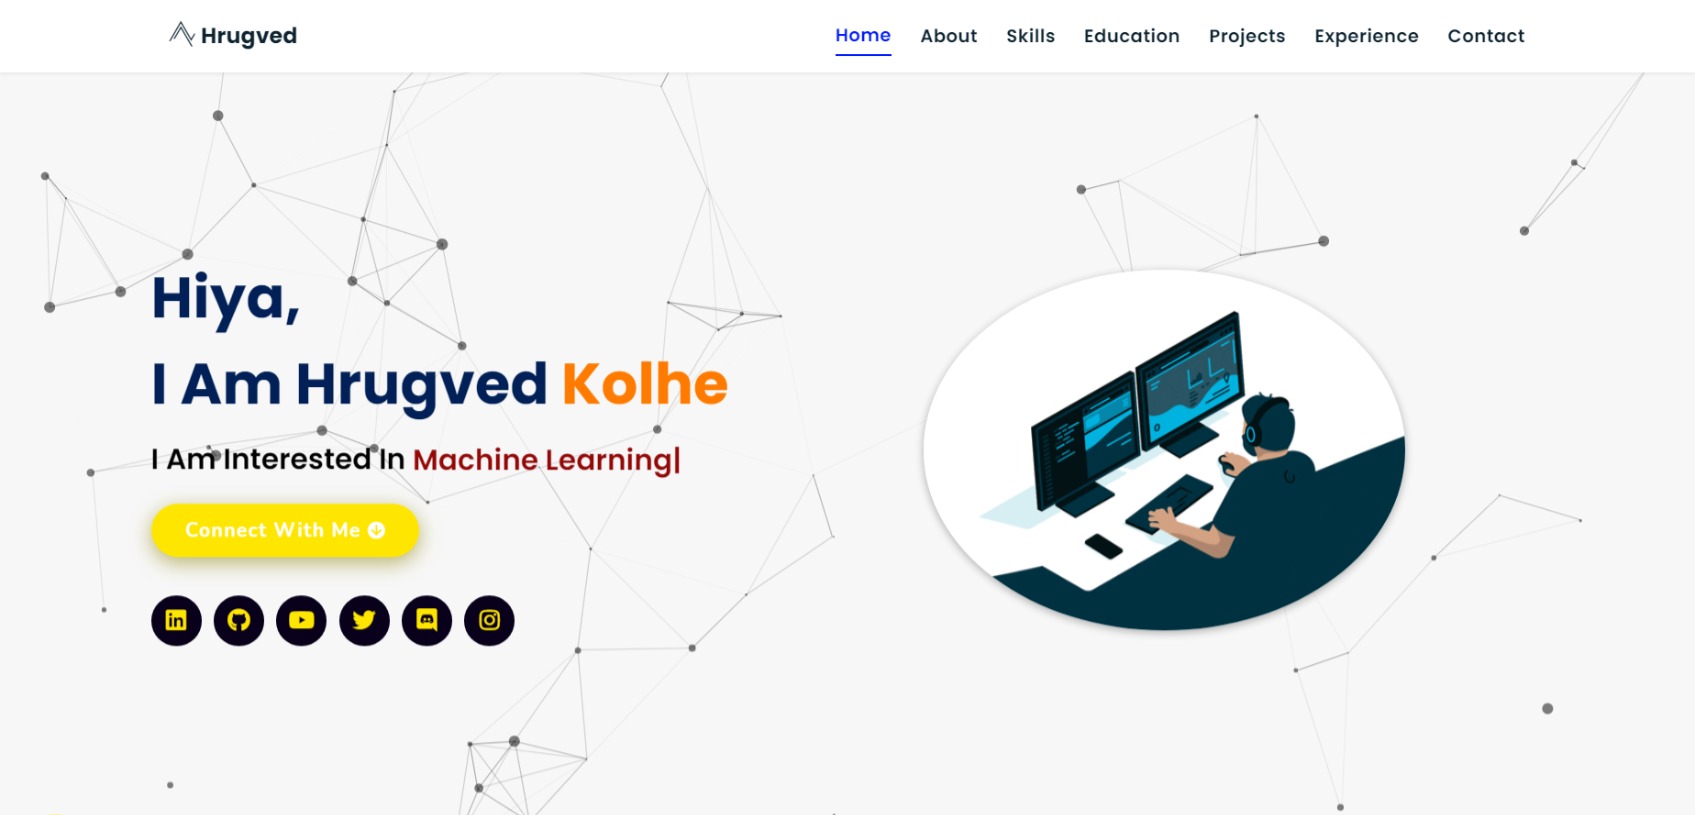 Hrugved
Home About Skills Education Projects Experience Contact
Hiya,
I Am Hrugved Kolhe
I Am Interested In Machine Learning|
Connect With Me